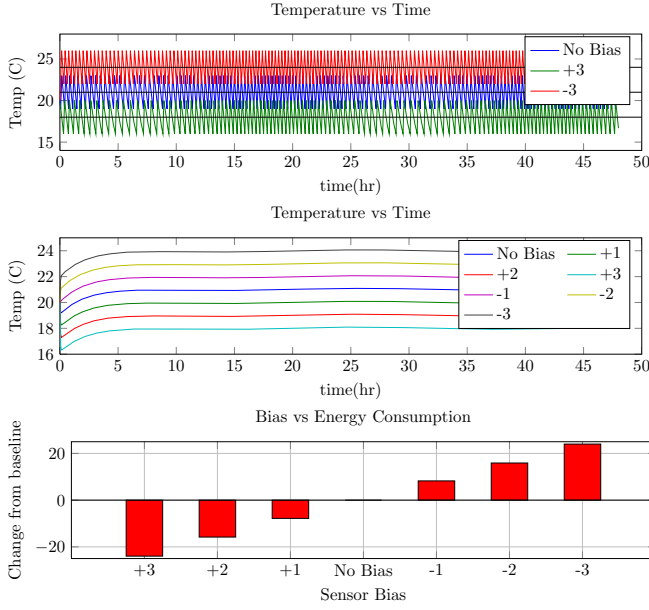 Temperature vs Time
Temp (C)
25
20
15
No Bias
+3
-3
0 5 10 15 20 25 30 35 40 45 50
time(hr)
Temperature vs Time
Temp (C)
24
22
20
18
16
No Bias +1
+2 +3
-1 -2
-3
0 5 10 15 20 25 30 35 40 45 50
time(hr)
Bias vs Energy Consumption
Change from baseline
20
0
−20
+3 +2 +1 No Bias -1 -2 -3
Sensor Bias